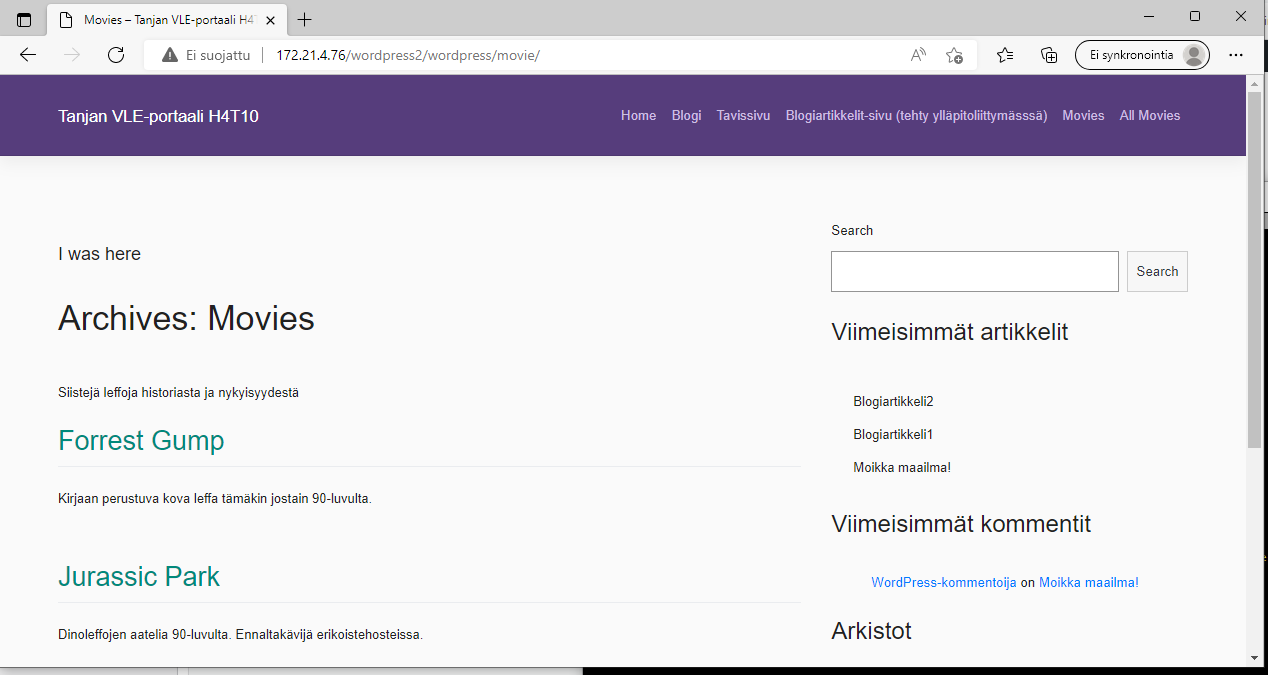 Movies – Tanjan VLE-portaali H4T
Ei suojattu
172.21.4.76/wordpress2/wordpress/movie/
Ei synkronointia
Tanjan VLE-portaali H4T10
Home Blogi Tavissivu Blogiartikkelit-sivu (tehty ylläpitoliittymässsä) Movies All Movies
I was here
Archives: Movies
Siistejä leffoja historiasta ja nykyisyydestä
Forrest Gump
Kirjaan perustuva kova leffa tämäkin jostain 90-luvulta.
Jurassic Park
Dinoleffojen aatelia 90-luvulta. Ennaltakävijä erikoistehosteissa.
Search
Search
Viimeisimmät artikkelit
Blogiartikkeli2
Blogiartikkeli1
Moikka maailma!
Viimeisimmät kommentit
WordPress-kommentoija on Moikka maailma!
Arkistot